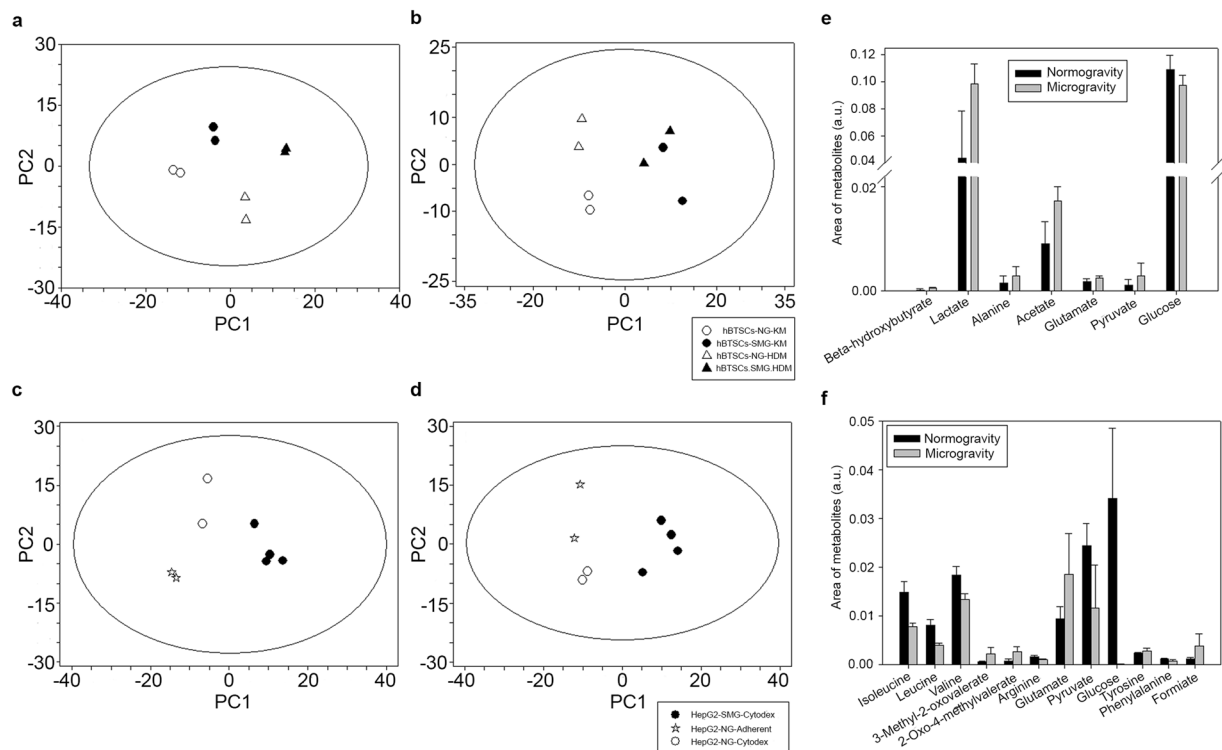 a
30
15
0
-15
-30
PC2
-40
-20
0
20
40
PC1
b
25
10
0
-10
-25
PC2
-35
-20
0
20
35
PC1
hBTSCs-NG-KM
hBTSCs-SMG-KM
hBTSCs-NG-HDM
hBTSCs.SMG.HDM
e
Normogravity
Microgravity
Area of metabolites (a.u.)
0.12
0.10
0.08
0.06
0.04
0.02
0.00
Beta-hydroxybutyrate
Lactate
Alanine
Acetate
Glutamate
Pyruvate
Glucose
c
30
15
0
-15
-30
PC2
-40
-20
0
20
40
PC1
d
30
15
0
-15
-30
PC2
-40
-20
0
20
40
PC1
HepG2-SMG-Cytodex
HepG2-NG-Adherent
HepG2-NG-Cytodex
f
Normogravity
Microgravity
Area of metabolites (a.u.)
0.05
0.04
0.03
0.02
0.01
0.00
Isoleucine
Leucine
Valine
3-Methyl-2-oxovalerate
2-Oxo-4-methylvalerate
Arginine
Glutamate
Pyruvate
Glucose
Tyrosine
Phenylalanine
Formiate